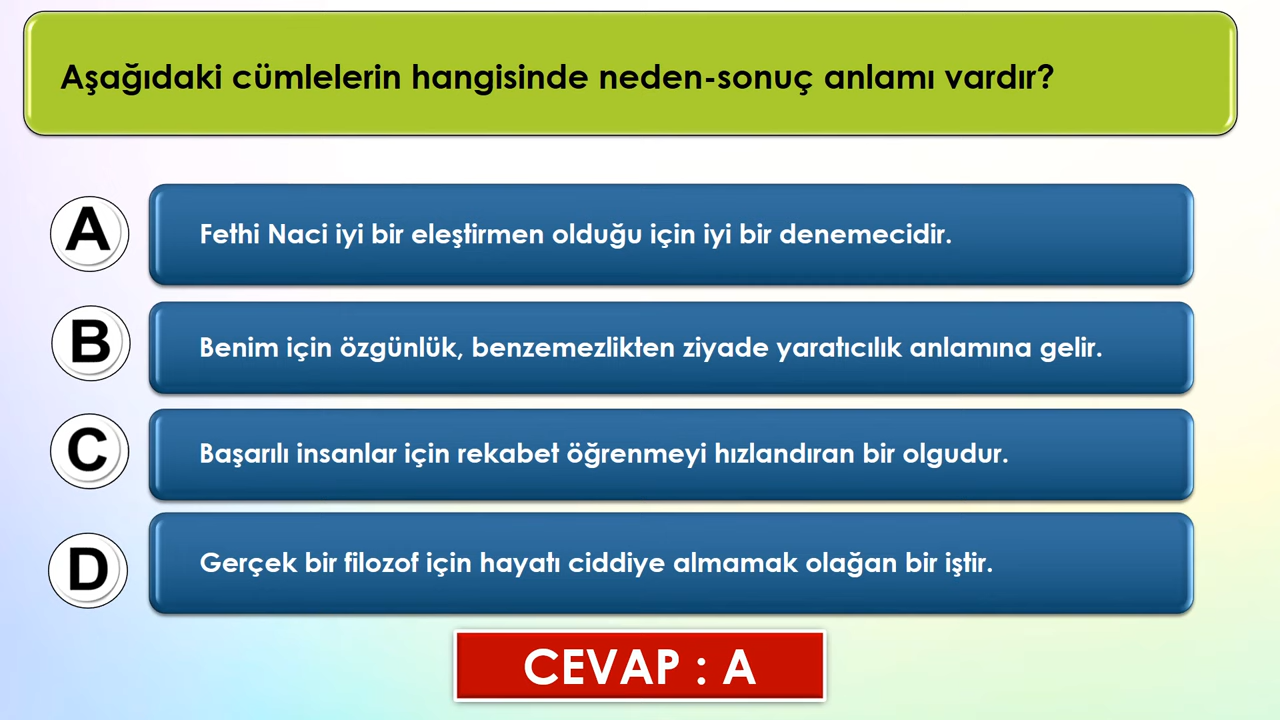 Aşağıdaki cümlelerin hangisinde neden-sonuç anlamı vardır?
A
Fethi Naci iyi bir eleştirmen olduğu için iyi bir denemecidir.
B
Benim için özgünlük, benzemezlikten ziyade yaratıcılık anlamına gelir.
C
Başarılı insanlar için rekabet öğrenmeyi hızlandıran bir olgudur.
D
Gerçek bir filozof için hayatı ciddiye almamak olağan bir iştir.
CEVAP : A